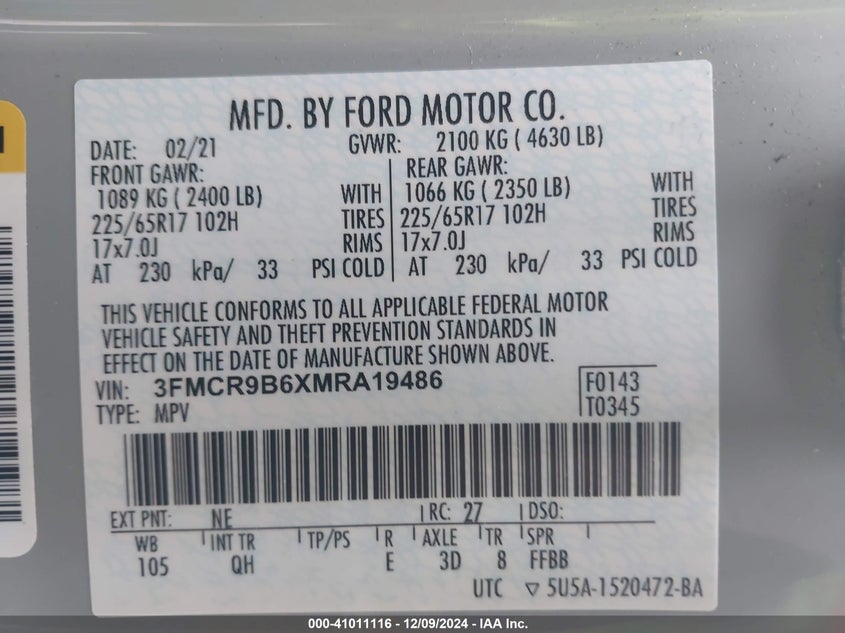 MFD. BY FORD MOTOR CO.
DATE: 02/21 GVWR: 2100 KG ( 4630 LB)
FRONT GAWR: REAR GAWR:
1089 KG ( 2400 LB) WITH 1066 KG ( 2350 LB) WITH
225/65R17 102H TIRES 225/65R17 102H TIRES
17x7.0J RIMS 17x7.0J RIMS
AT 230 kPa/ 33 PSI COLD AT 230 kPa/ 33 PSI COLD
THIS VEHICLE CONFORMS TO ALL APPLICABLE FEDERAL MOTOR
VEHICLE SAFETY AND THEFT PREVENTION STANDARDS IN
EFFECT ON THE DATE OF MANUFACTURE SHOWN ABOVE.
VIN: 3FMCR9B6XMRA19486 F0143
TYPE: MPV T0345
EXT PNT: NE RC: 27 DSO:
WB INT TR TP/PS R AXLE TR SPR
105 QH E 3D 8 FFBB
UTC ▽ 5U5A-1520472-BA
000-41011116 - 12/09/2024 - IAA Inc.